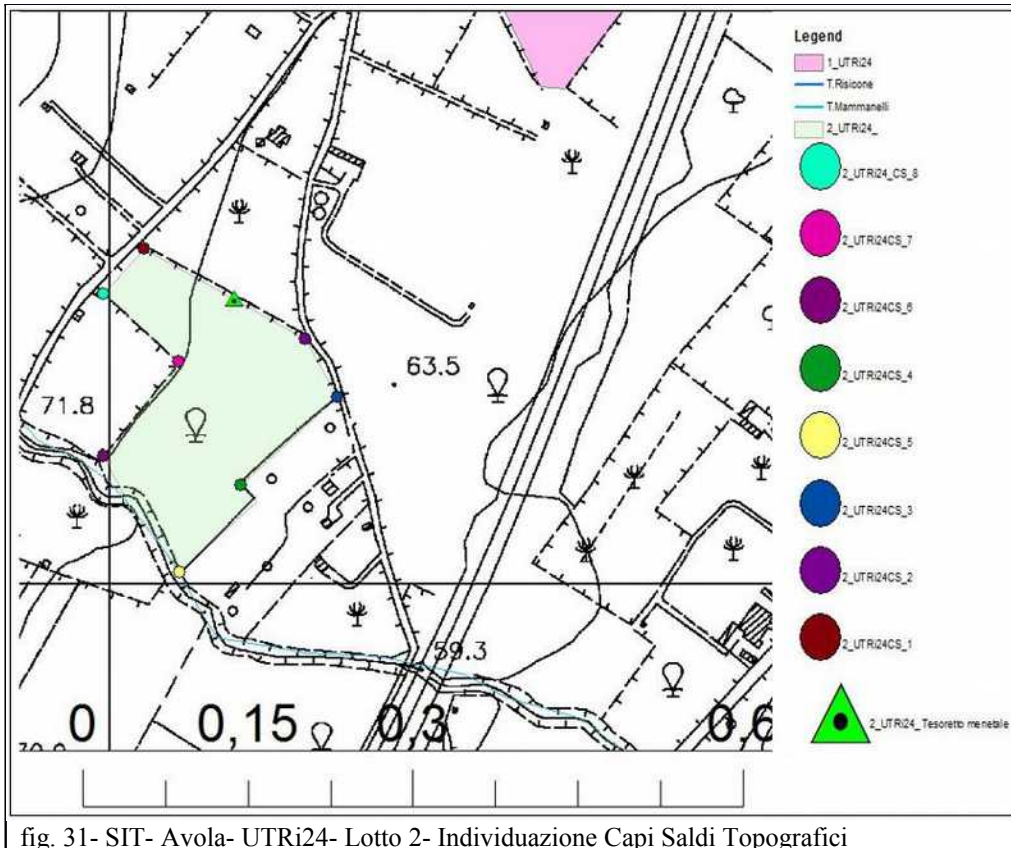 Legend
1_UTRi24
T.Risicone
T.Mammanelli
2_UTRi24_
2_UTRi24_CS_8
2_UTRi24CS_7
2_UTRi24CS_6
2_UTRi24CS_4
2_UTRi24CS_5
2_UTRi24CS_3
2_UTRi24CS_2
2_UTRi24CS_1
2_UTRi24_Tesoretto menetale
63.5
71.8
59.3
0 0,15 0,3 0,6
fig. 31- SIT- Avola- UTRi24- Lotto 2- Individuazione Capi Saldi Topografici